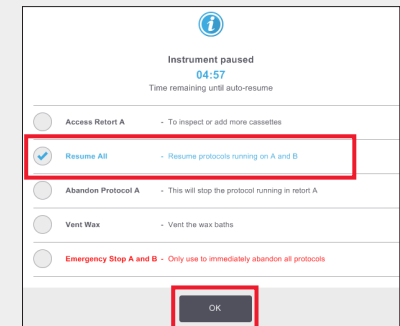 i
Instrument paused
04:57
Time remaining until auto-resume
Access Retort A - To inspect or add more cassettes
Resume All - Resume protocols running on A and B
Abandon Protocol A - This will stop the protocol running in retort A
Vent Wax - Vent the wax baths
Emergency Stop A and B - Only use to immediately abandon all protocols
OK